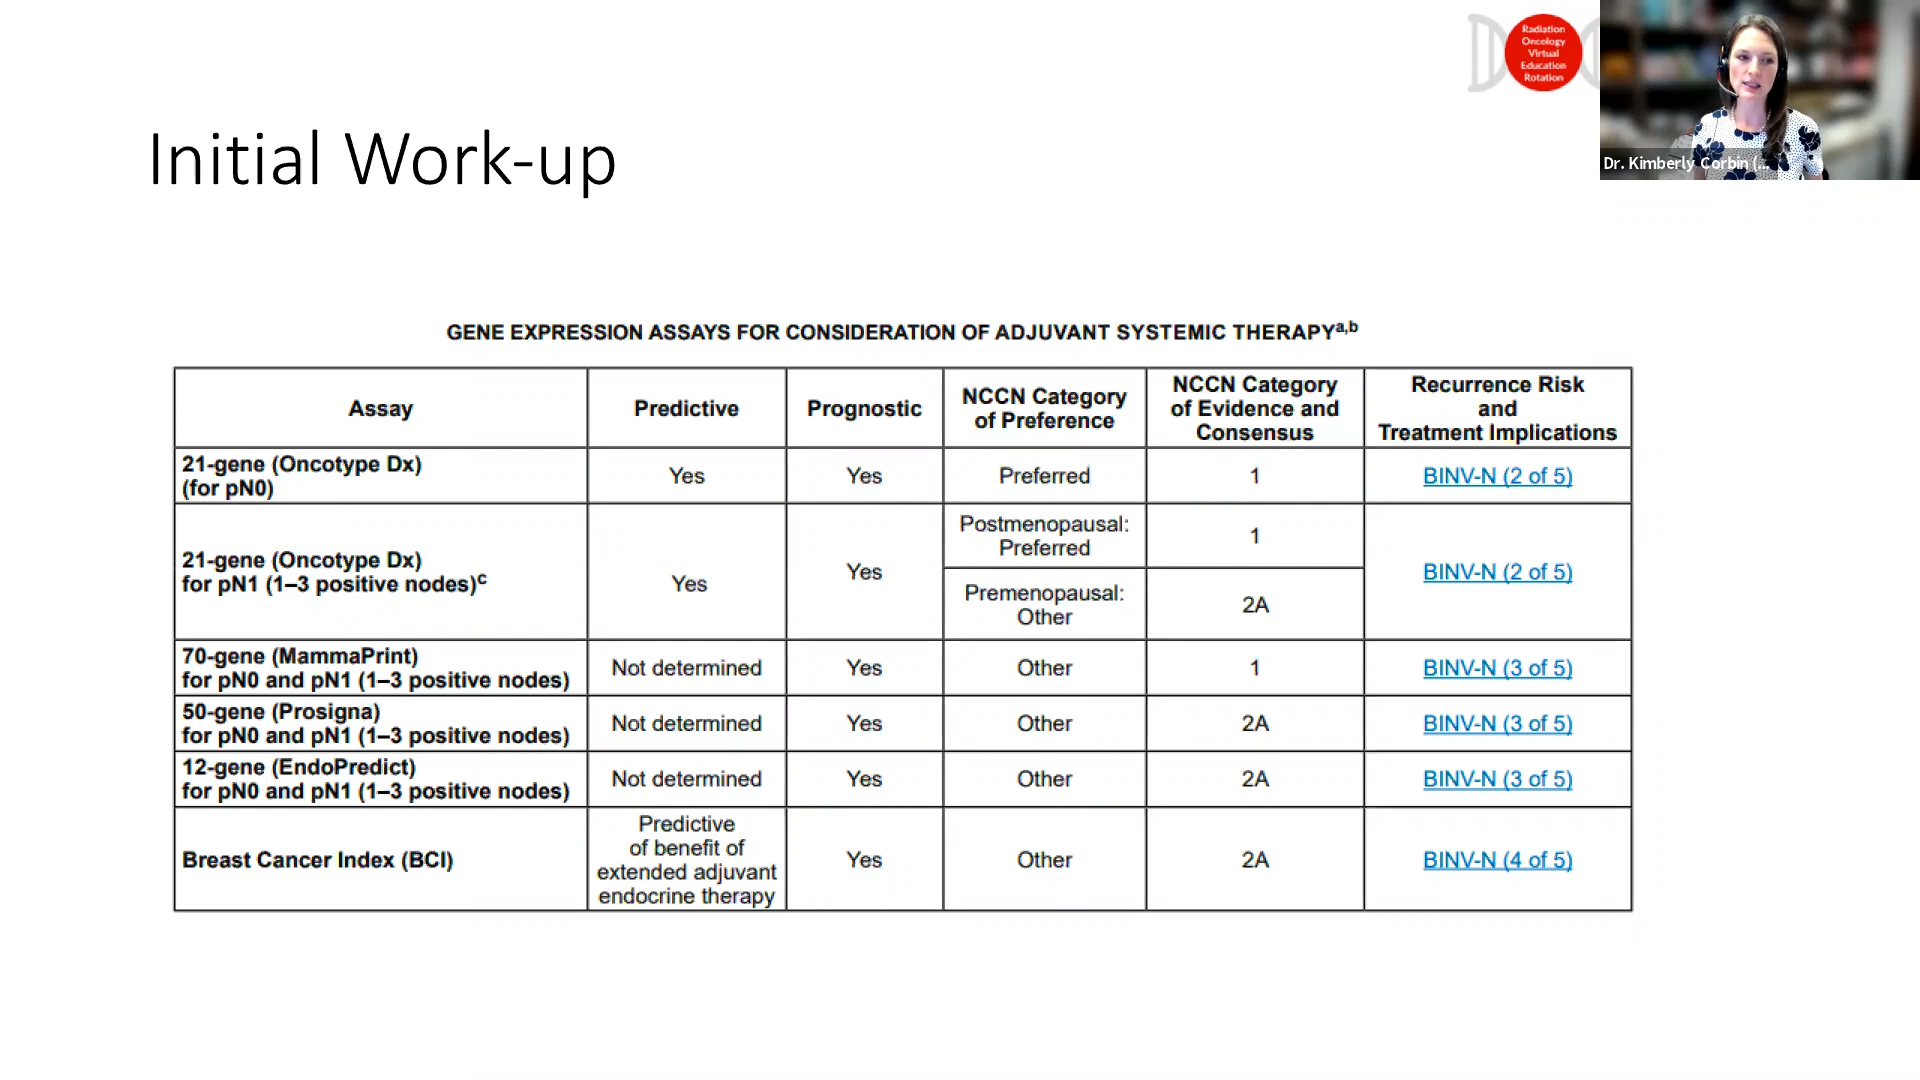 Radiation
Oncology
Virtual
Education
Rotation
Dr. Kimberly Corbin (...
Initial Work-up
GENE EXPRESSION ASSAYS FOR CONSIDERATION OF ADJUVANT SYSTEMIC THERAPYa,b
Assay
Predictive
Prognostic
NCCN Category
of Preference
NCCN Category
of Evidence and
Consensus
Recurrence Risk
and
Treatment Implications
21-gene (Oncotype Dx)
(for pN0)
Yes
Yes
Preferred
1
BINV-N (2 of 5)
21-gene (Oncotype Dx)
for pN1 (1–3 positive nodes)c
Yes
Yes
Postmenopausal:
Preferred
1
Premenopausal:
Other
2A
BINV-N (2 of 5)
70-gene (MammaPrint)
for pN0 and pN1 (1–3 positive nodes)
Not determined
Yes
Other
1
BINV-N (3 of 5)
50-gene (Prosigna)
for pN0 and pN1 (1–3 positive nodes)
Not determined
Yes
Other
2A
BINV-N (3 of 5)
12-gene (EndoPredict)
for pN0 and pN1 (1–3 positive nodes)
Not determined
Yes
Other
2A
BINV-N (3 of 5)
Breast Cancer Index (BCI)
Predictive
of benefit of
extended adjuvant
endocrine therapy
Yes
Other
2A
BINV-N (4 of 5)